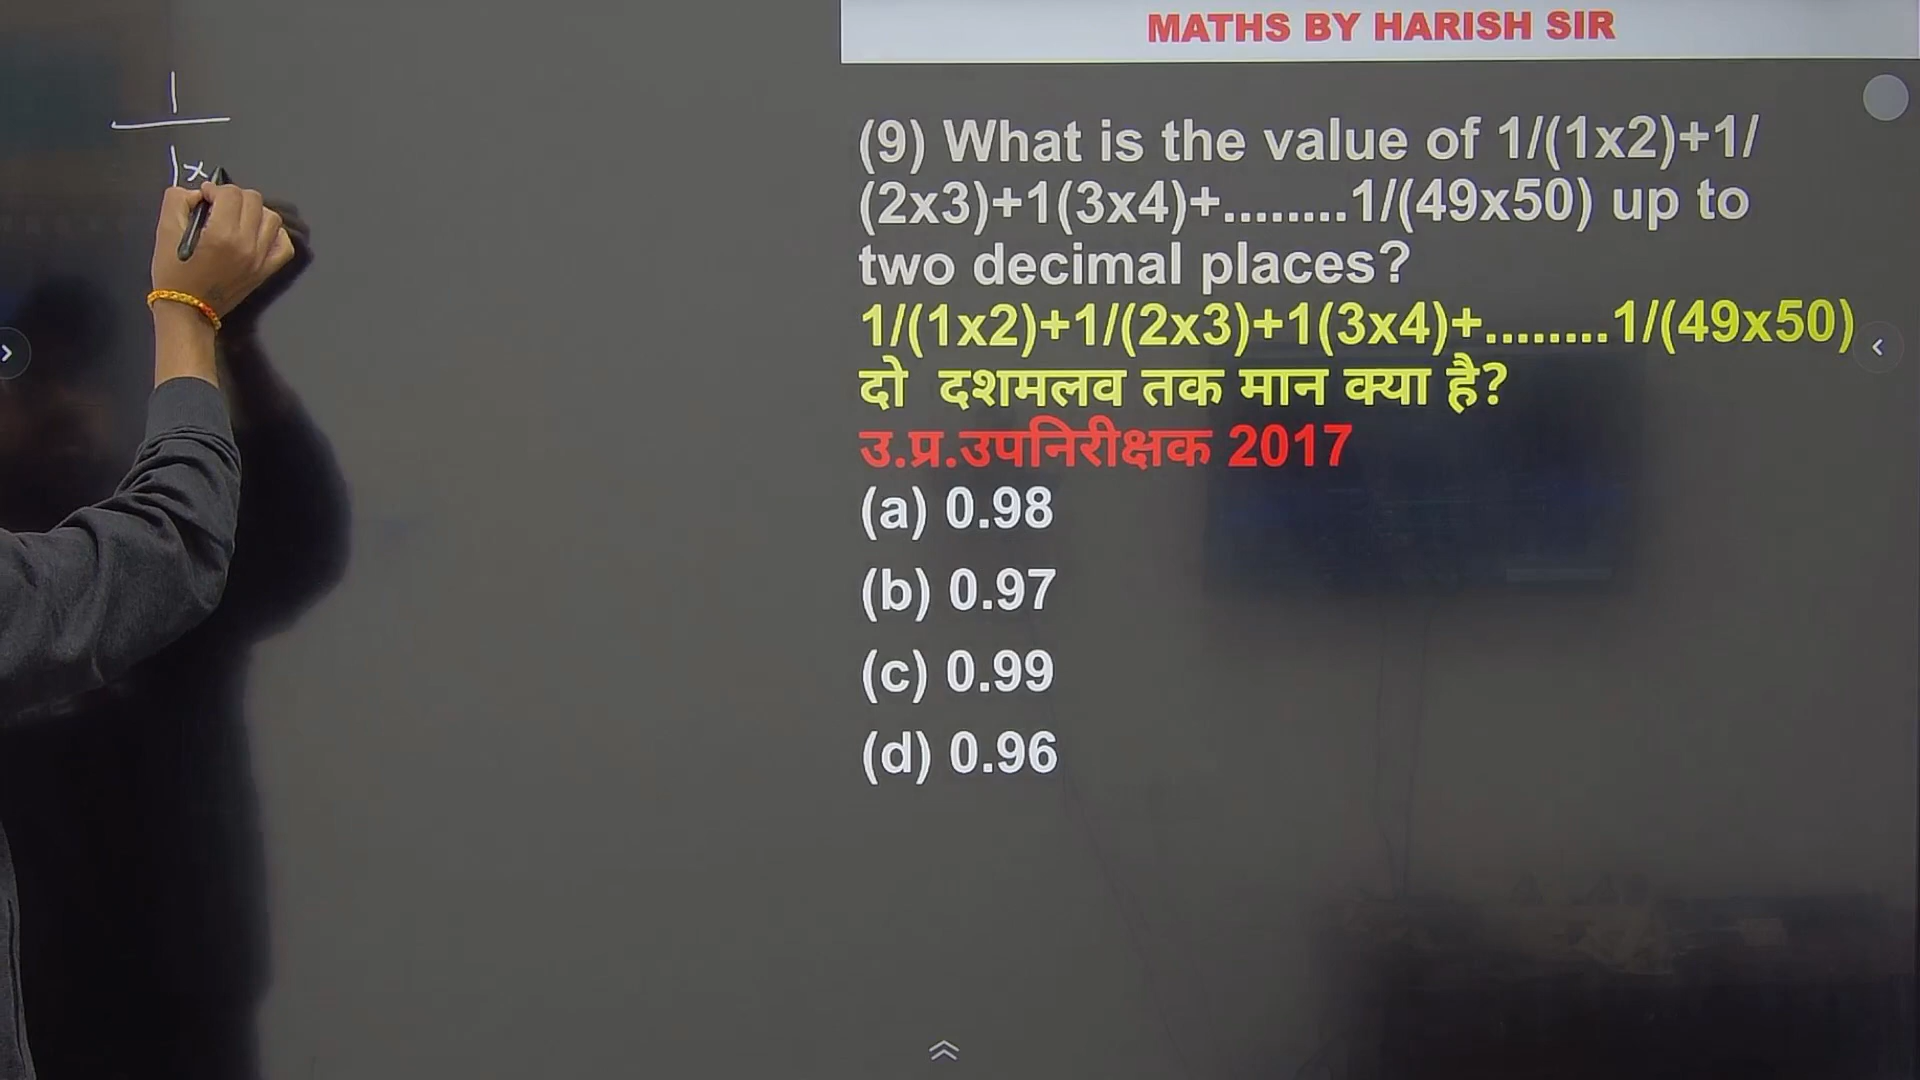 MATHS BY HARISH SIR
1
1x
(9) What is the value of 1/(1x2)+1/
(2x3)+1(3x4)+........1/(49x50) up to
two decimal places?
1/(1x2)+1/(2x3)+1(3x4)+........1/(49x50)
दो दशमलव तक मान क्या है?
उ.प्र.उपनिरीक्षक 2017
(a) 0.98
(b) 0.97
(c) 0.99
(d) 0.96